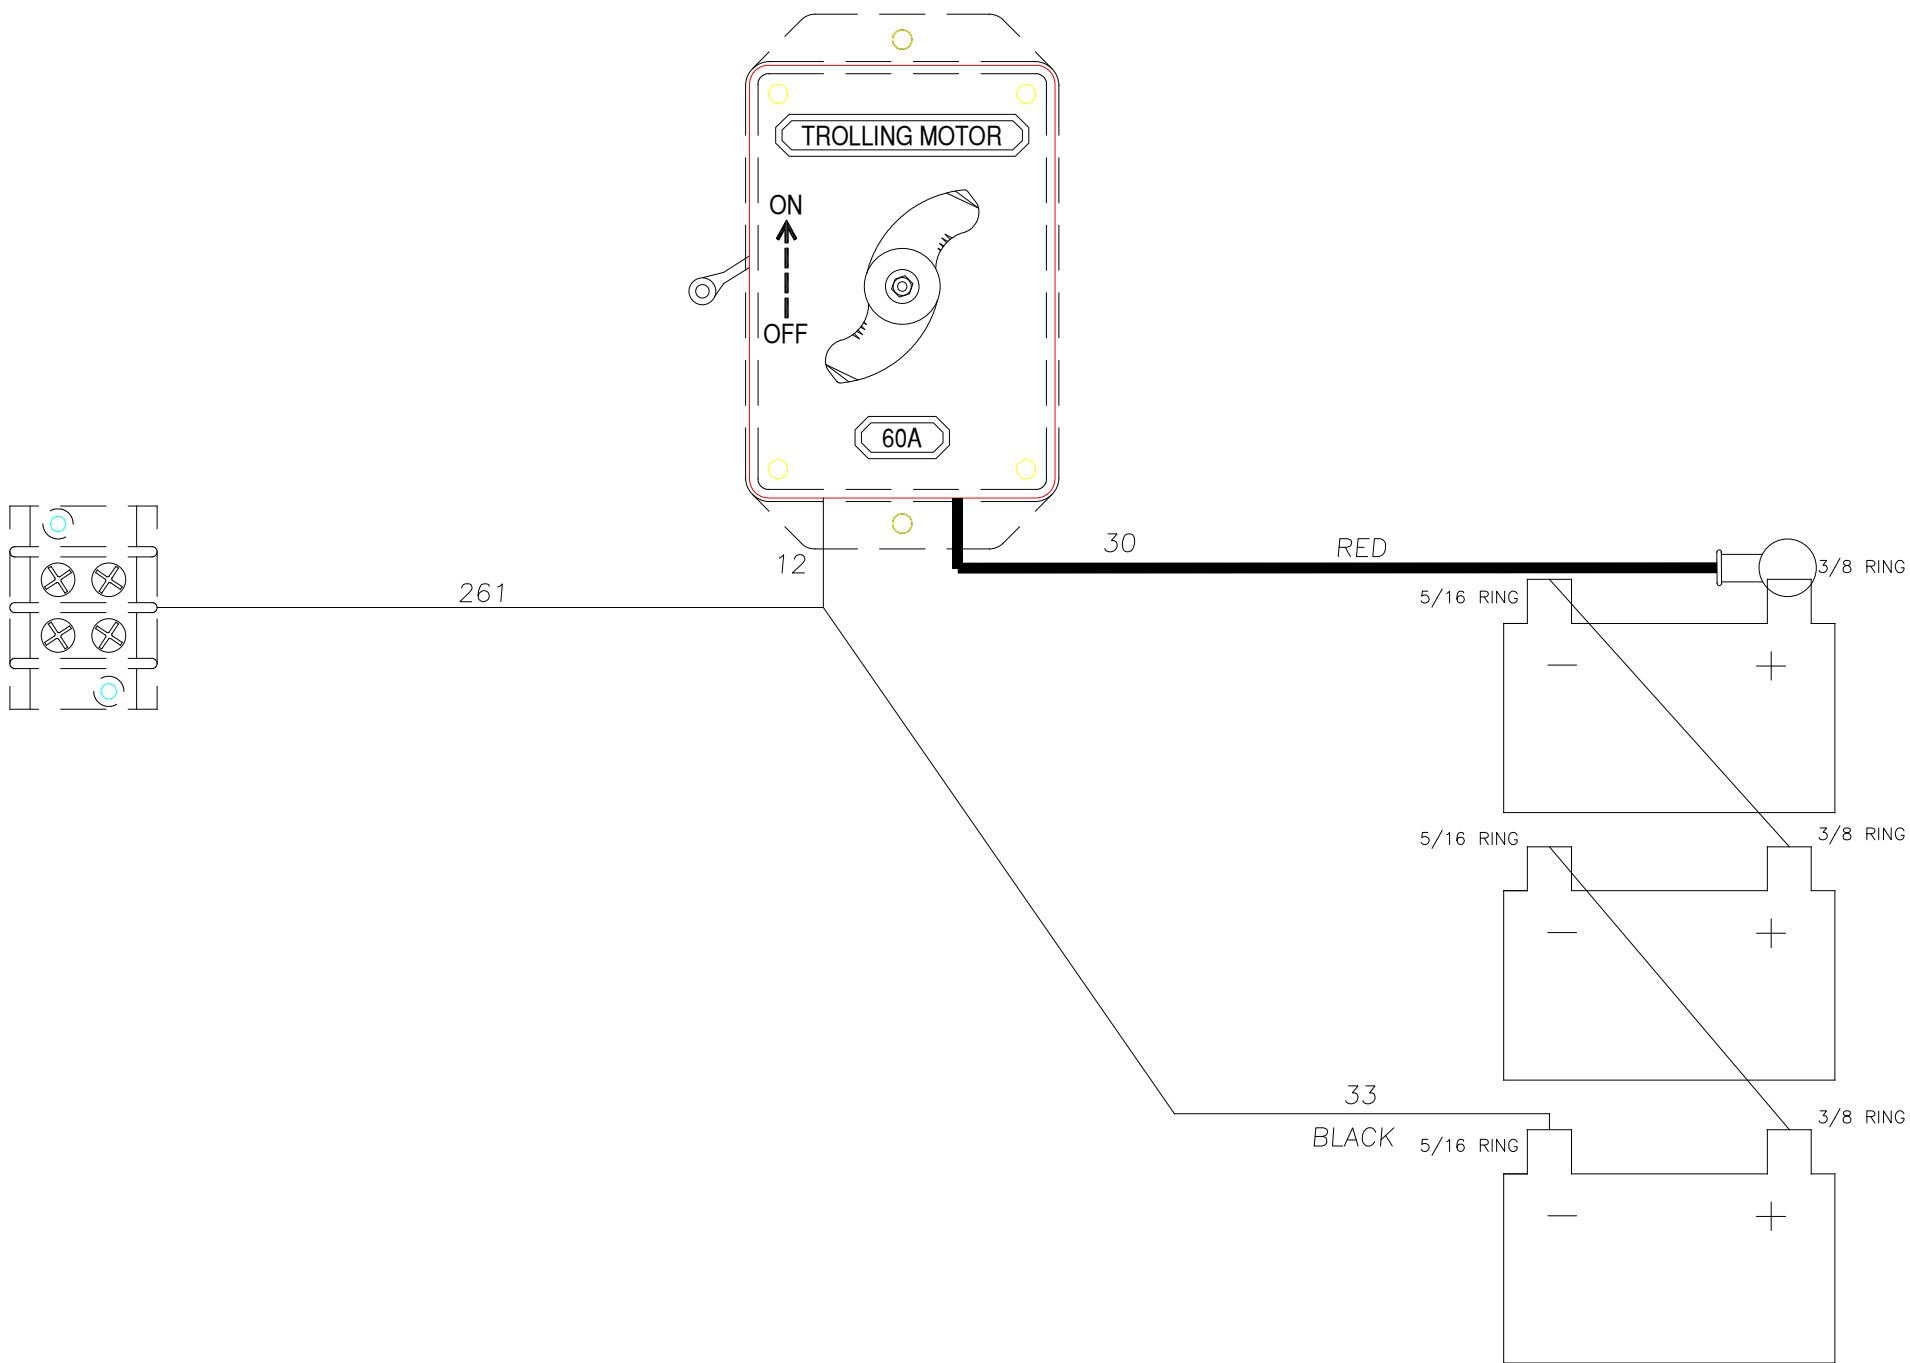 TROLLING MOTOR
ON
OFF
60A
12
30
RED
3/8 RING
261
5/16 RING
- +
5/16 RING
3/8 RING
- +
33
BLACK
5/16 RING
3/8 RING
- +